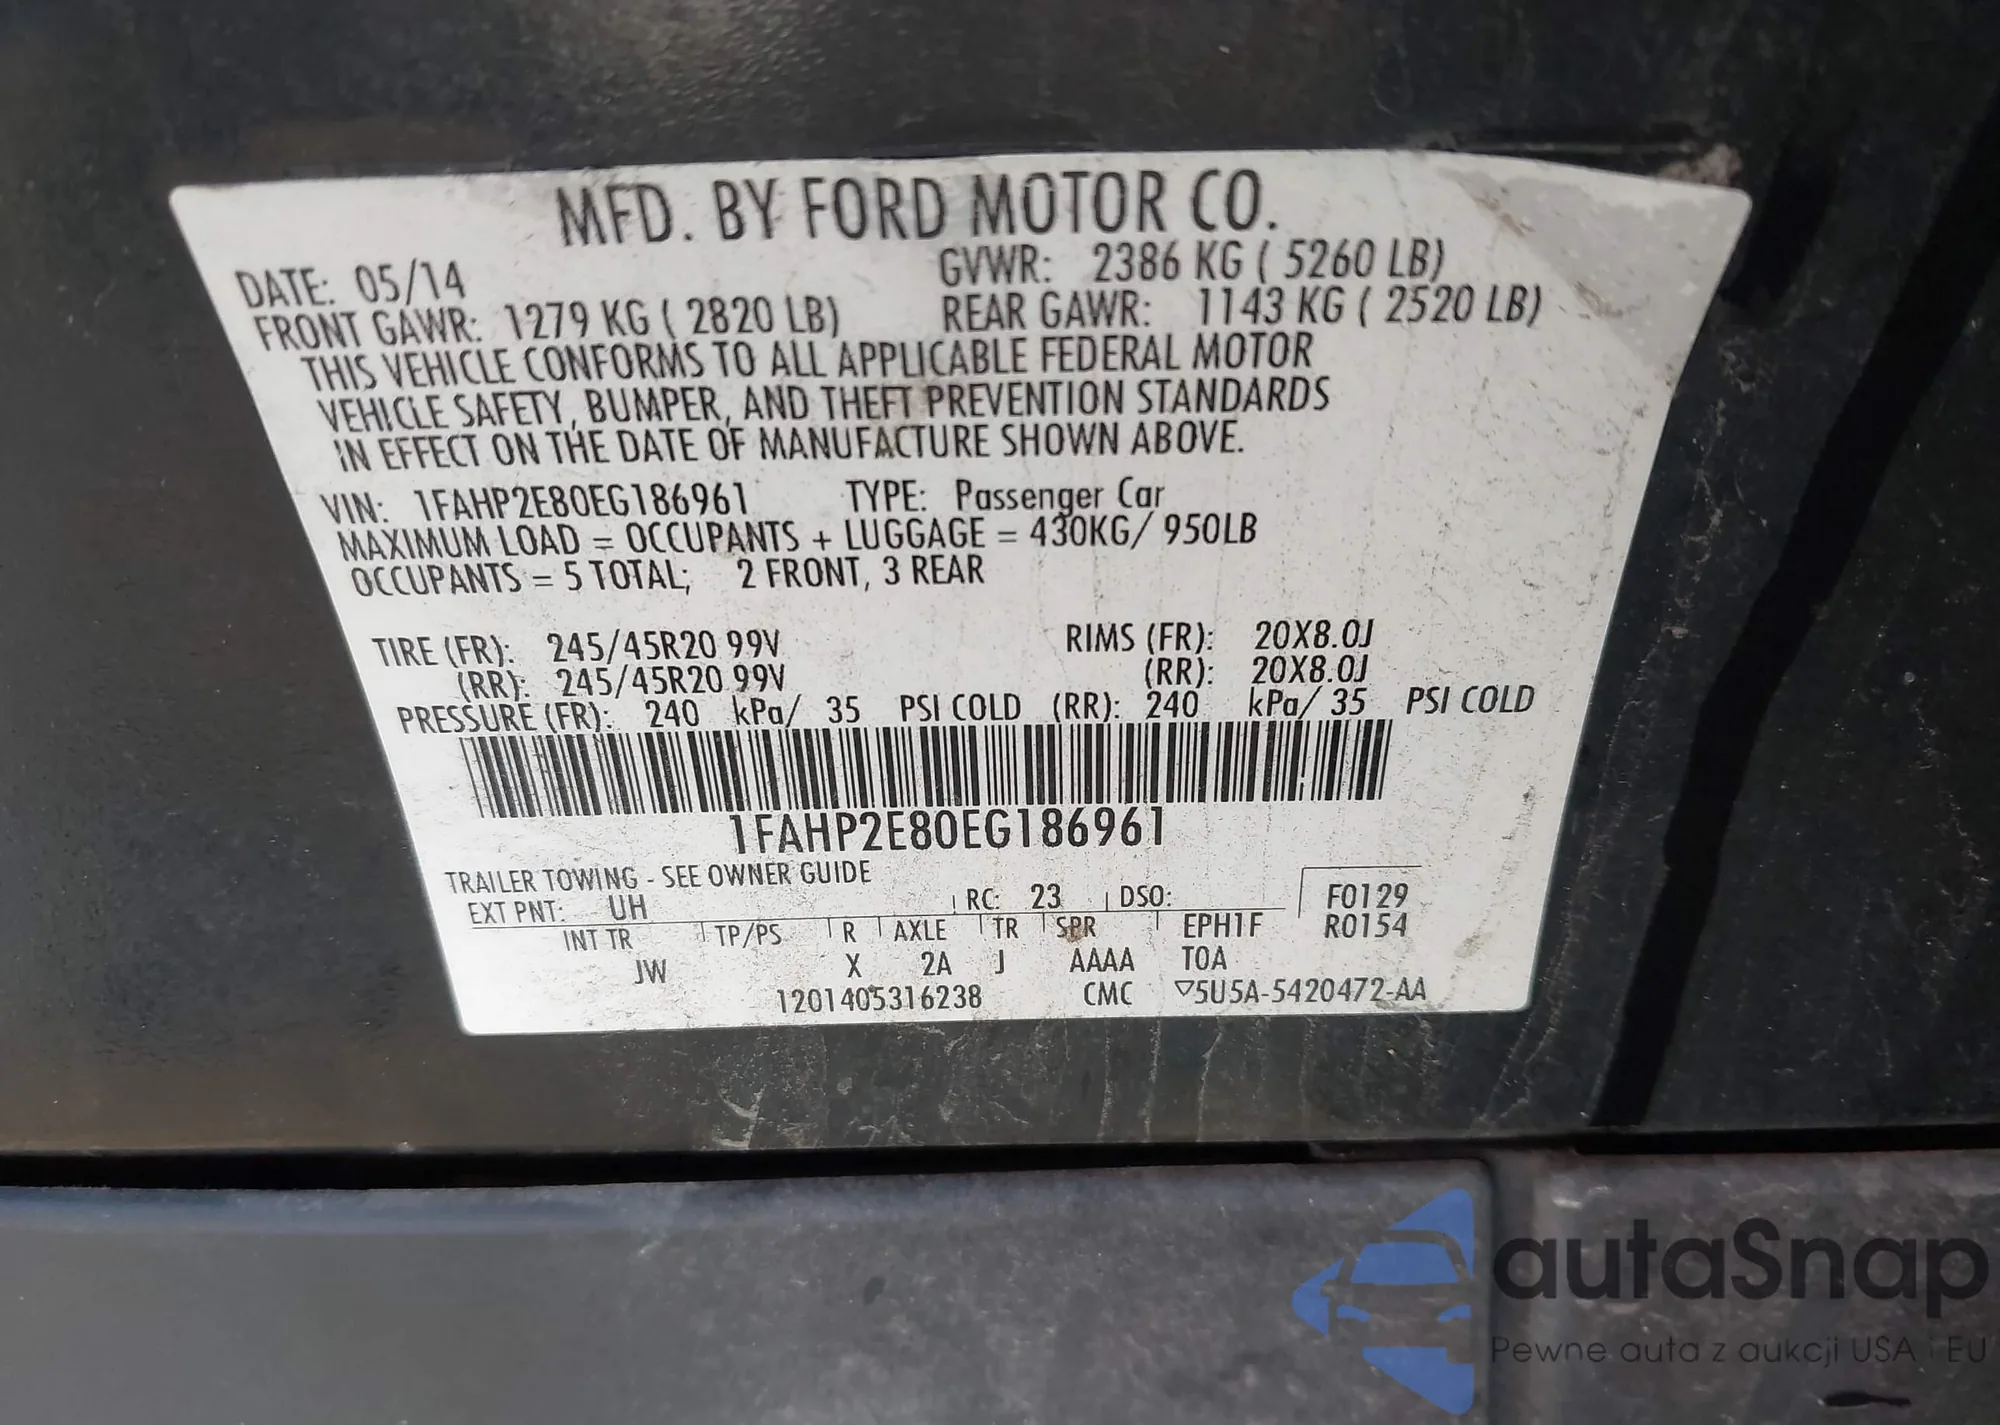 MFD. BY FORD MOTOR CO.
DATE: 05/14 GVWR: 2386 KG ( 5260 LB)
FRONT GAWR: 1279 KG ( 2820 LB) REAR GAWR: 1143 KG ( 2520 LB)
THIS VEHICLE CONFORMS TO ALL APPLICABLE FEDERAL MOTOR
VEHICLE SAFETY, BUMPER, AND THEFT PREVENTION STANDARDS
IN EFFECT ON THE DATE OF MANUFACTURE SHOWN ABOVE.
VIN: 1FAHP2E80EG186961 TYPE: Passenger Car
MAXIMUM LOAD = OCCUPANTS + LUGGAGE = 430KG/ 950LB
OCCUPANTS = 5 TOTAL; 2 FRONT, 3 REAR
TIRE (FR): 245/45R20 99V RIMS (FR): 20X8.0J
(RR): 245/45R20 99V (RR): 20X8.0J
PRESSURE (FR): 240 kPa/ 35 PSI COLD (RR): 240 kPa/ 35 PSI COLD
1FAHP2E80EG186961
TRAILER TOWING - SEE OWNER GUIDE
EXT PNT: UH RC: 23 DSO: F0129
INT TR TP/PS R AXLE TR SPR EPH1F R0154
JW X 2A J AAAA T0A
1201405316238 CMC ▽5U5A-5420472-AA
autaSnap
Pewne auta z aukcji USA i EU